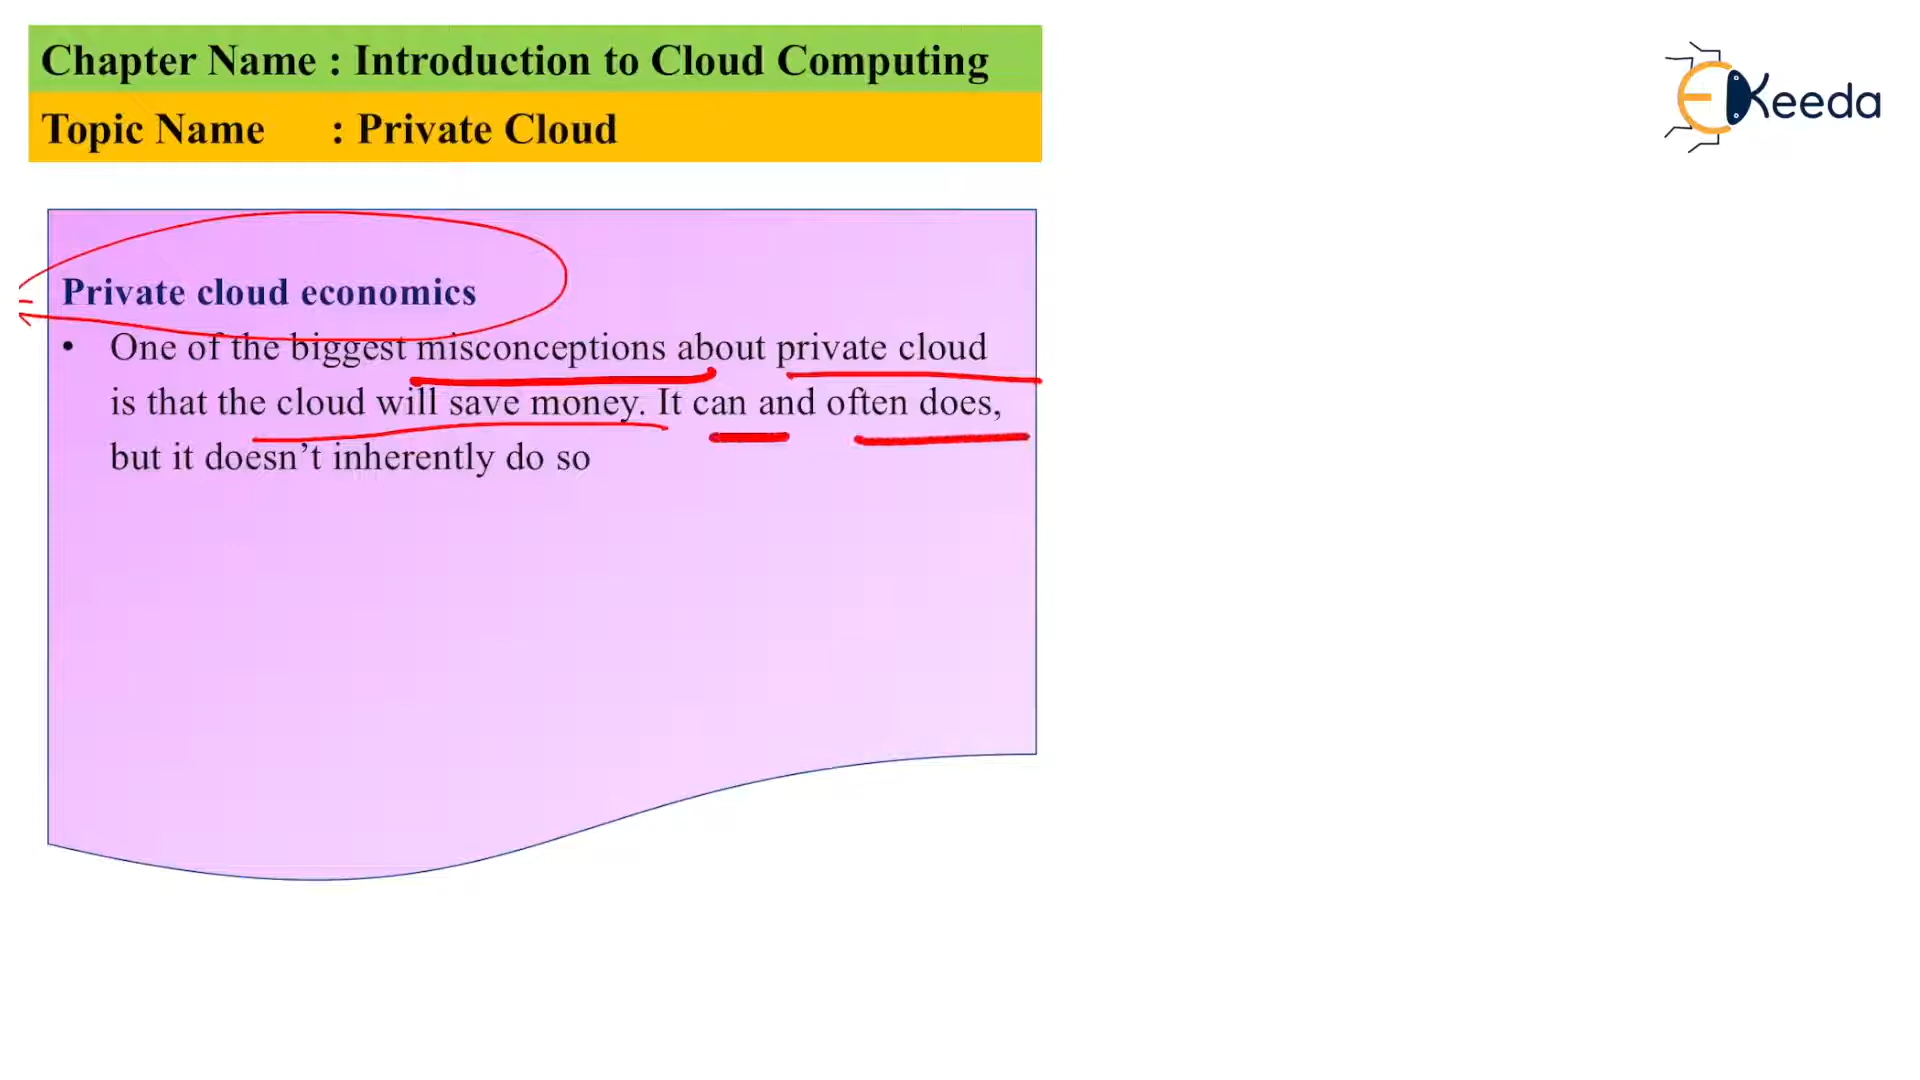 Chapter Name : Introduction to Cloud Computing
Topic Name : Private Cloud
EKeeda
Private cloud economics
• One of the biggest misconceptions about private cloud
is that the cloud will save money. It can and often does,
but it doesn’t inherently do so